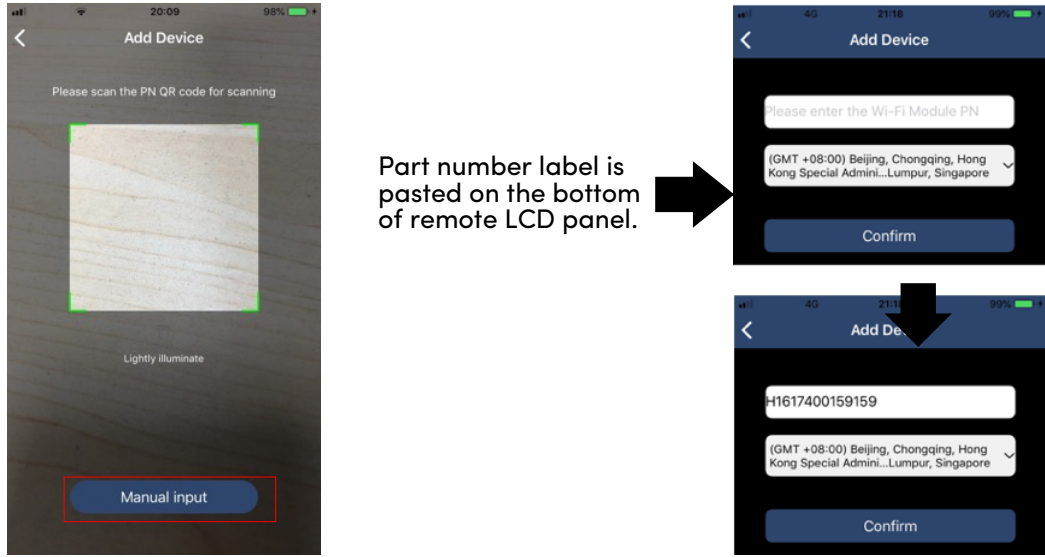 20:09
98%
Add Device
Please scan the PN QR code for scanning
Lightly illuminate
Manual input
Part number label is
pasted on the bottom
of remote LCD panel.
4G
21:18
99%
Add Device
Please enter the Wi-Fi Module PN
(GMT +08:00) Beijing, Chongqing, Hong
Kong Special Admini...Lumpur, Singapore
Confirm
4G
99%
Add De
H1617400159159
(GMT +08:00) Beijing, Chongqing, Hong
Kong Special Admini...Lumpur, Singapore
Confirm